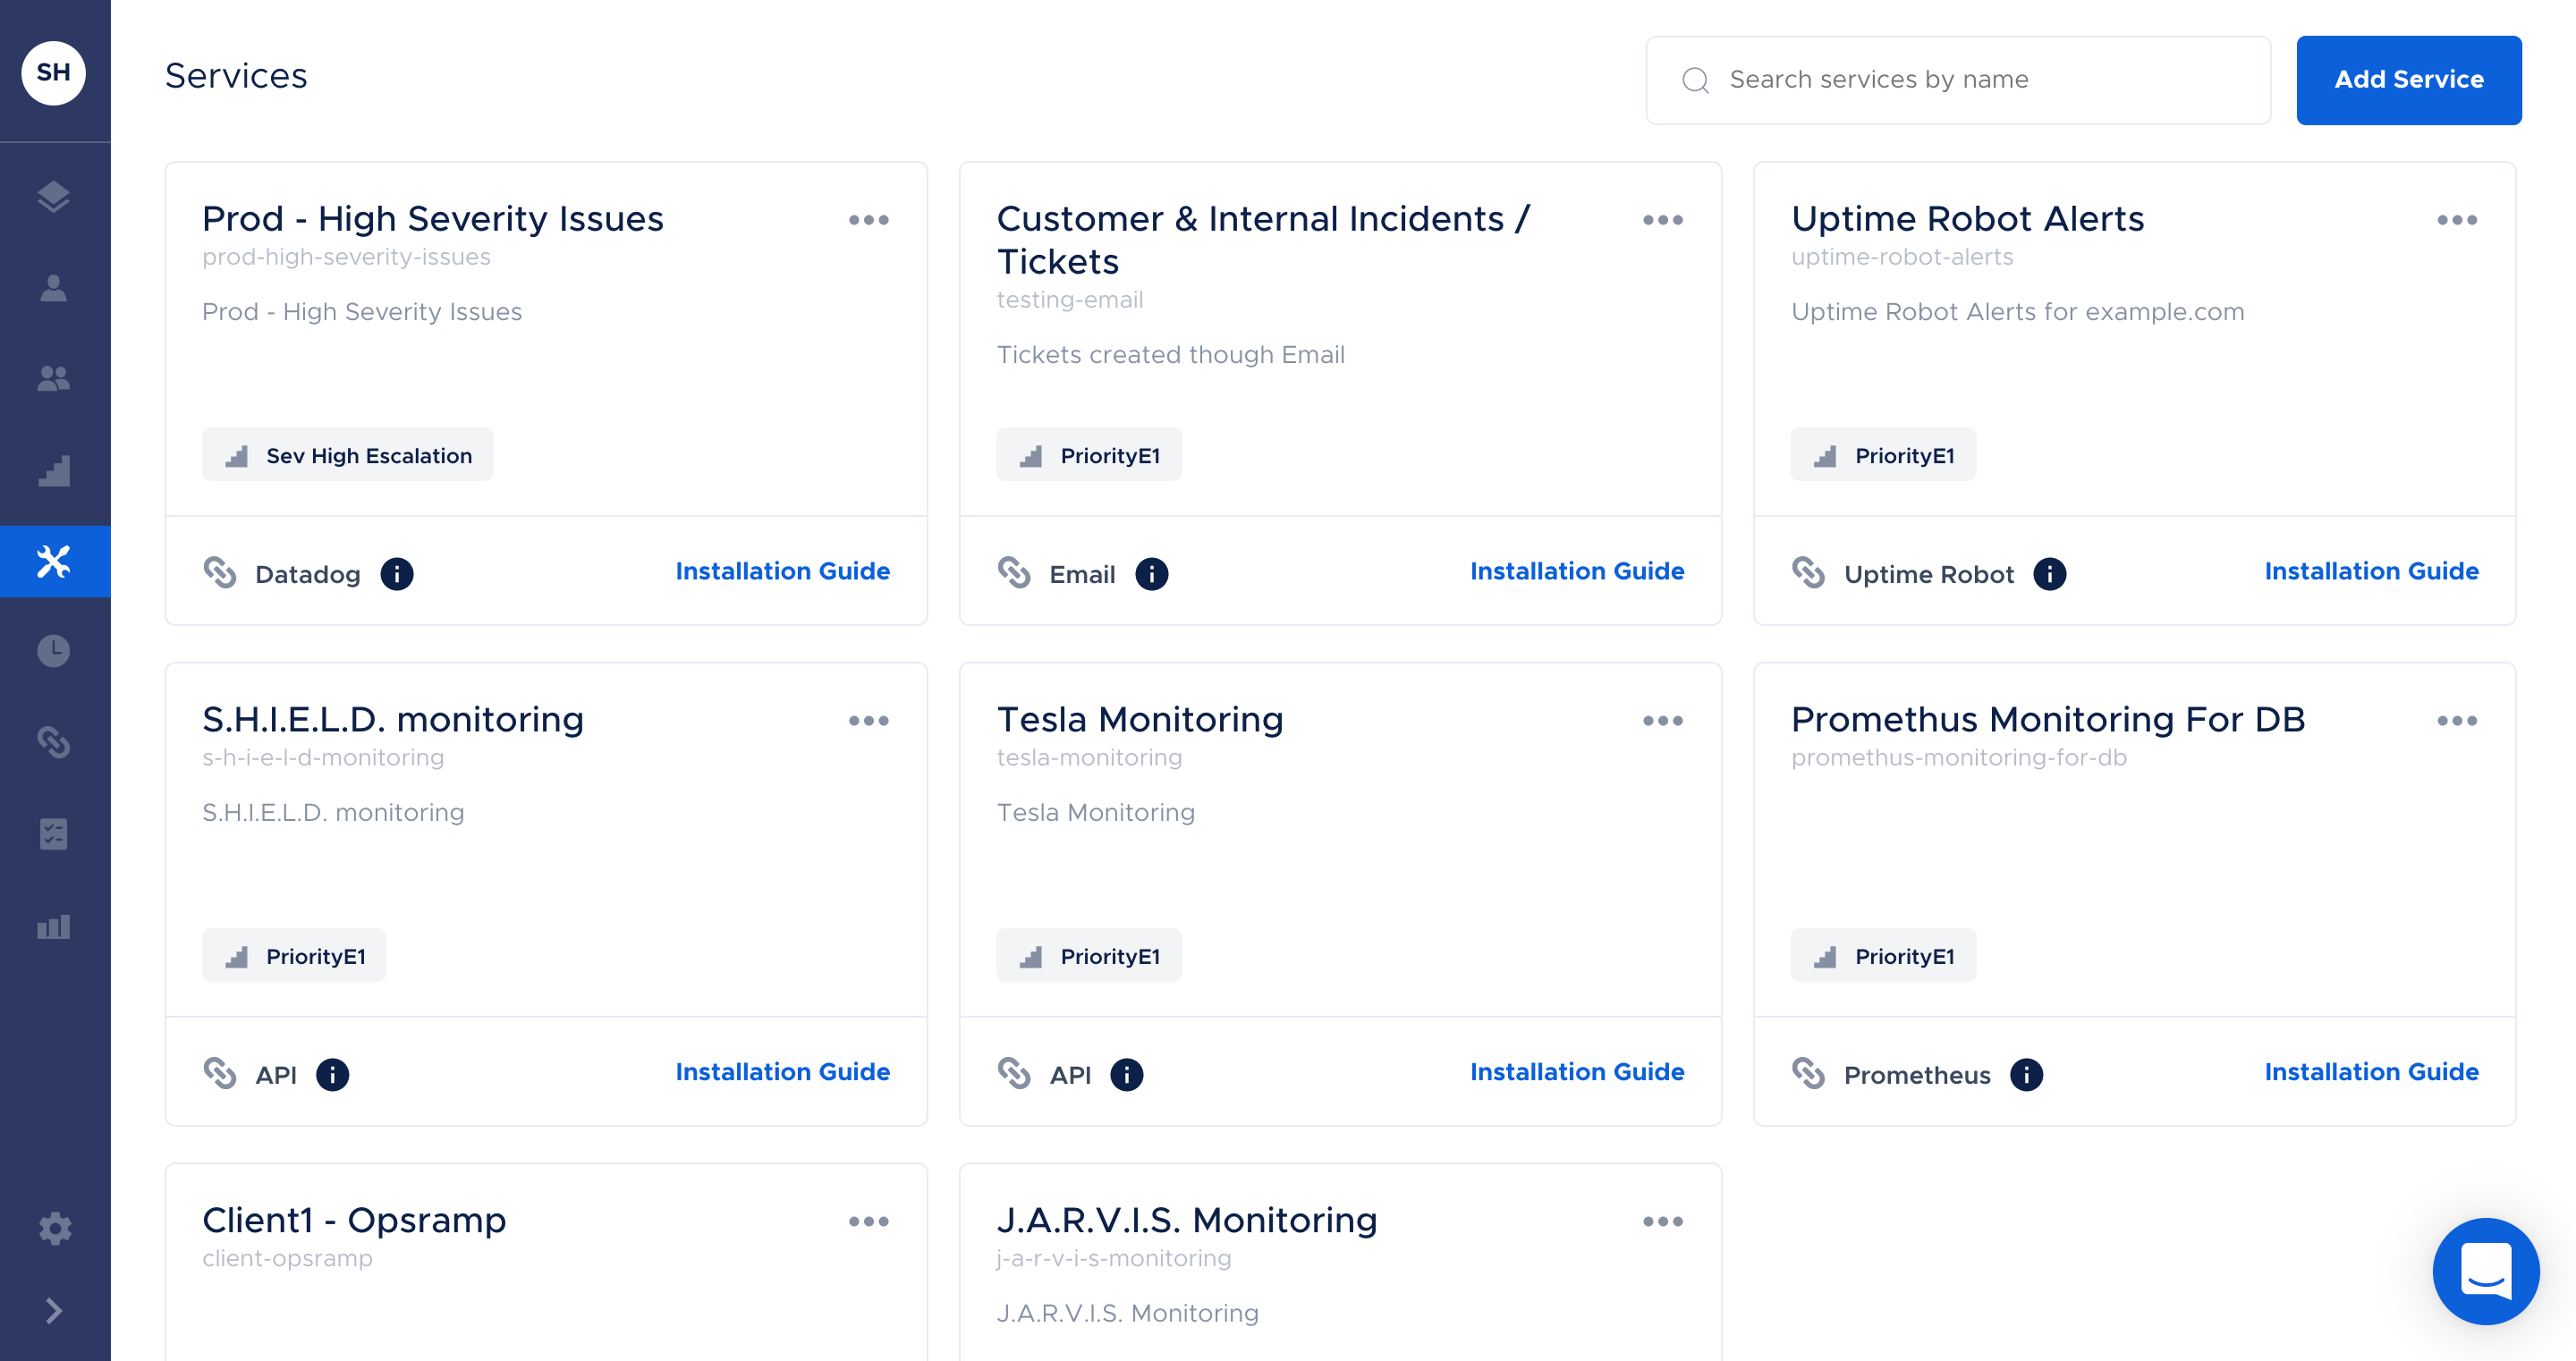 SH
Services
Search services by name
Add Service
Prod - High Severity Issues
prod-high-severity-issues
Prod - High Severity Issues
Sev High Escalation
Datadog
Installation Guide
Customer & Internal Incidents /
Tickets
testing-email
Tickets created though Email
PriorityE1
Email
Installation Guide
Uptime Robot Alerts
uptime-robot-alerts
Uptime Robot Alerts for example.com
PriorityE1
Uptime Robot
Installation Guide
S.H.I.E.L.D. monitoring
s-h-i-e-l-d-monitoring
S.H.I.E.L.D. monitoring
PriorityE1
API
Installation Guide
Tesla Monitoring
tesla-monitoring
Tesla Monitoring
PriorityE1
API
Installation Guide
Promethus Monitoring For DB
promethus-monitoring-for-db
PriorityE1
Prometheus
Installation Guide
Client1 - Opsramp
client-opsramp
J.A.R.V.I.S. Monitoring
j-a-r-v-i-s-monitoring
J.A.R.V.I.S. Monitoring